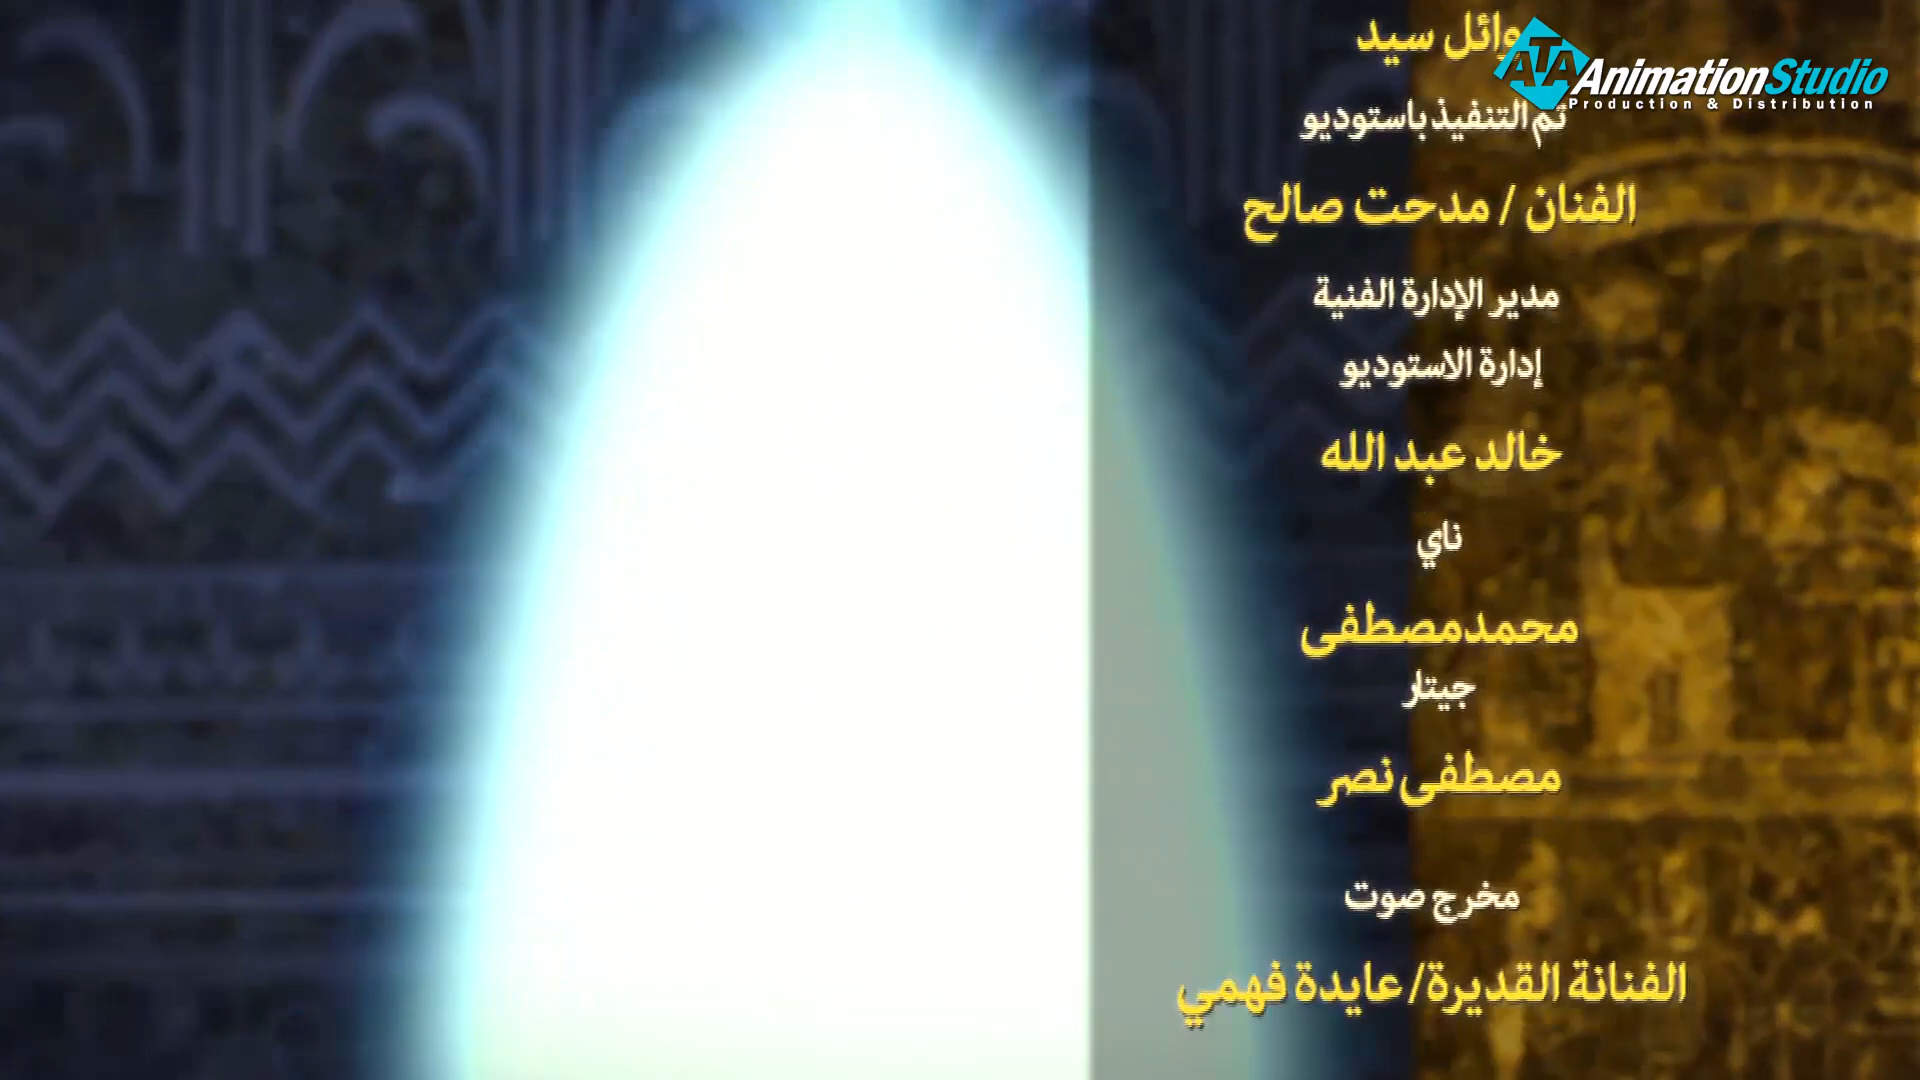 وائل سيد
ATA AnimationStudio
Production & Distribution
تم التنفيذ باستوديو
الفنان / مدحت صالح
مدير الإدارة الفنية
إدارة الاستوديو
خالد عبد الله
ناي
محمدمصطفى
جيتار
مصطفى نصر
مخرج صوت
الفنانة القديرة/ عايدة فهمي